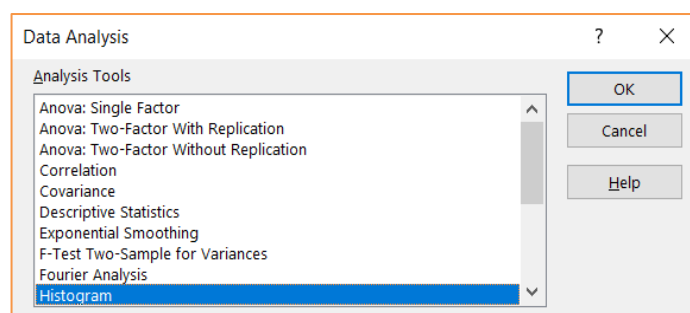 Data Analysis
?
Analysis Tools
Anova: Single Factor
Anova: Two-Factor With Replication
Anova: Two-Factor Without Replication
Correlation
Covariance
Descriptive Statistics
Exponential Smoothing
F-Test Two-Sample for Variances
Fourier Analysis
Histogram
OK
Cancel
Help